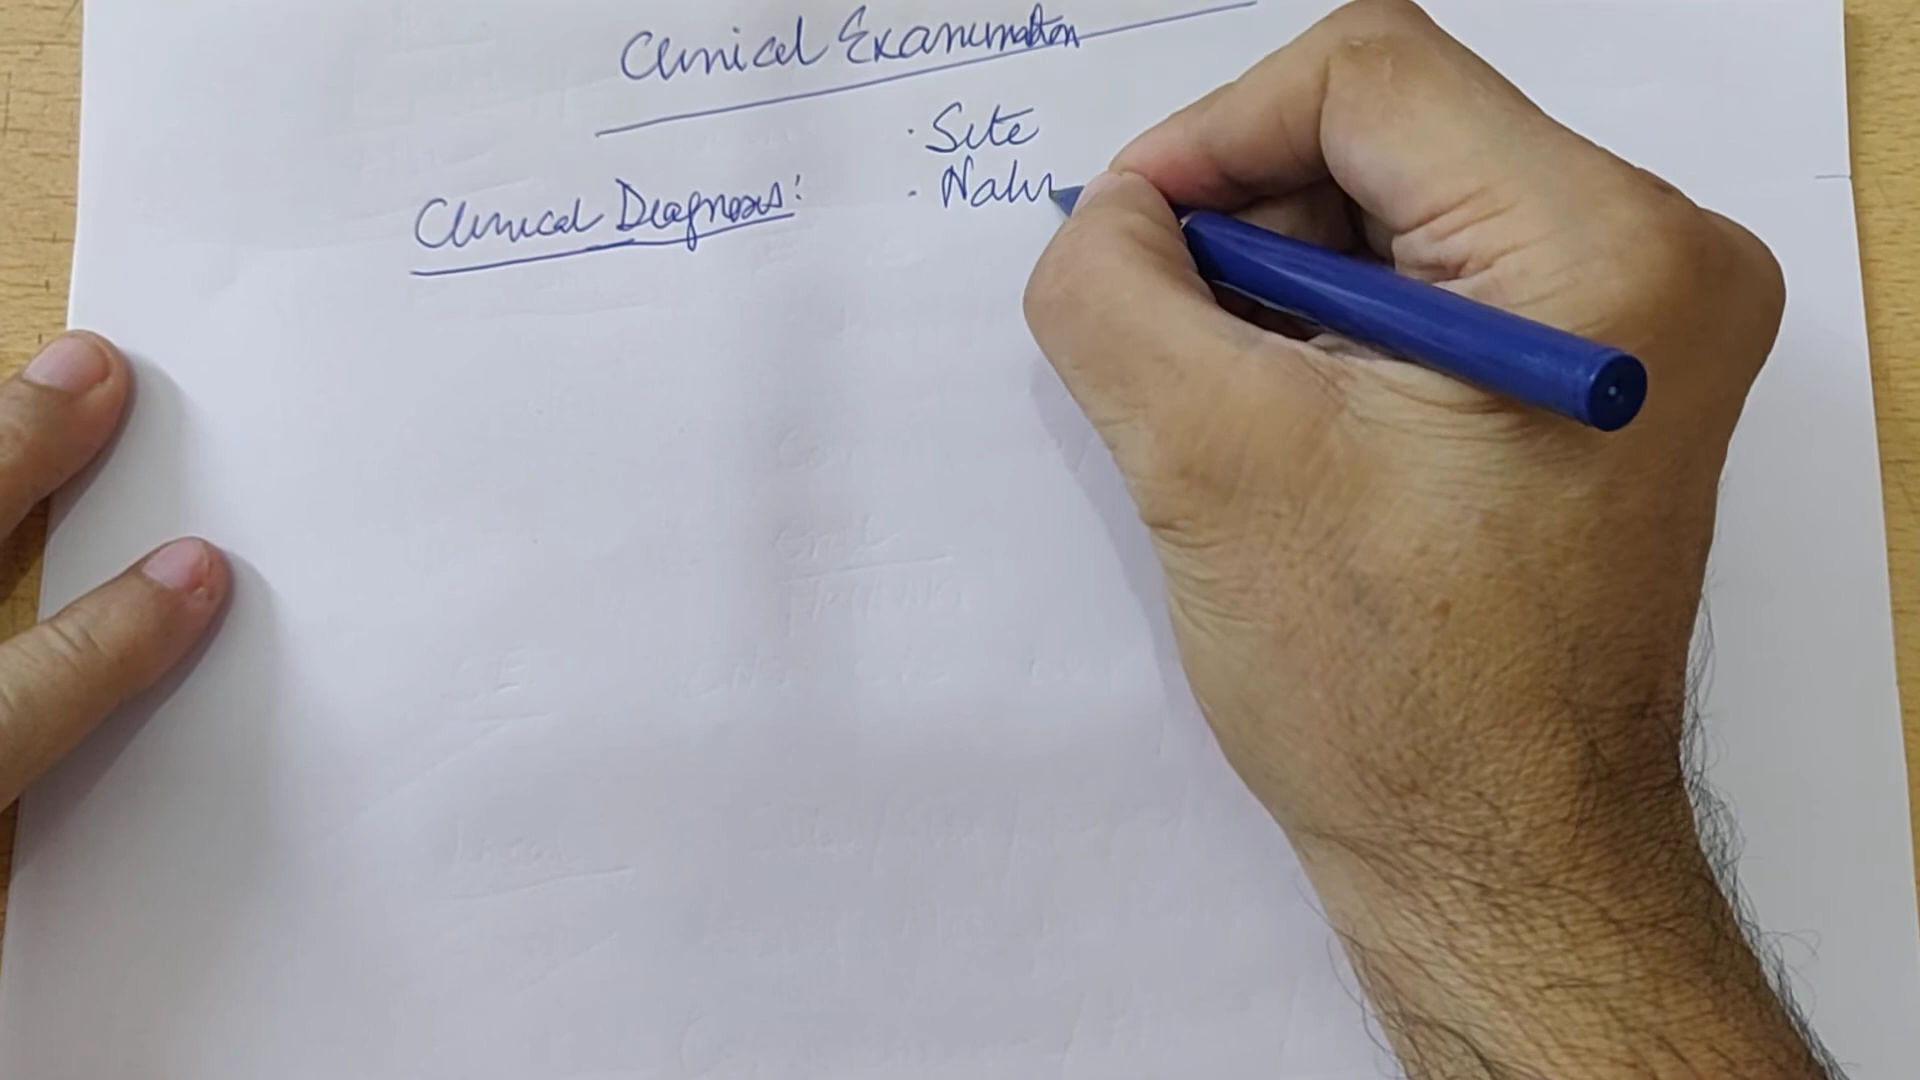 Clinical Examination
· Site
Clinical Diagnosis:
· Natu